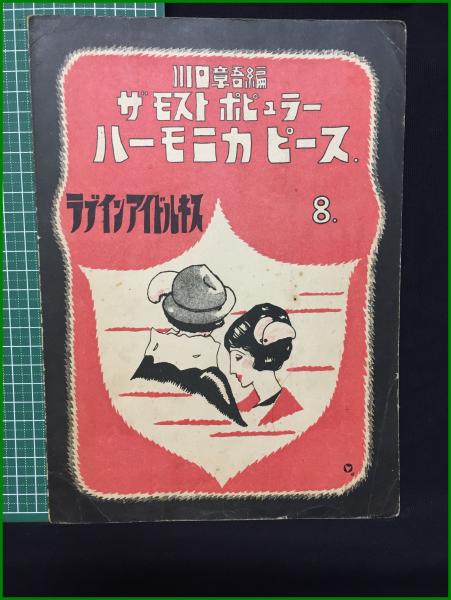 川口章吾編
ザ モスト ポピュラー
ハーモニカ ピース.
ラブインアイドルキス
8.